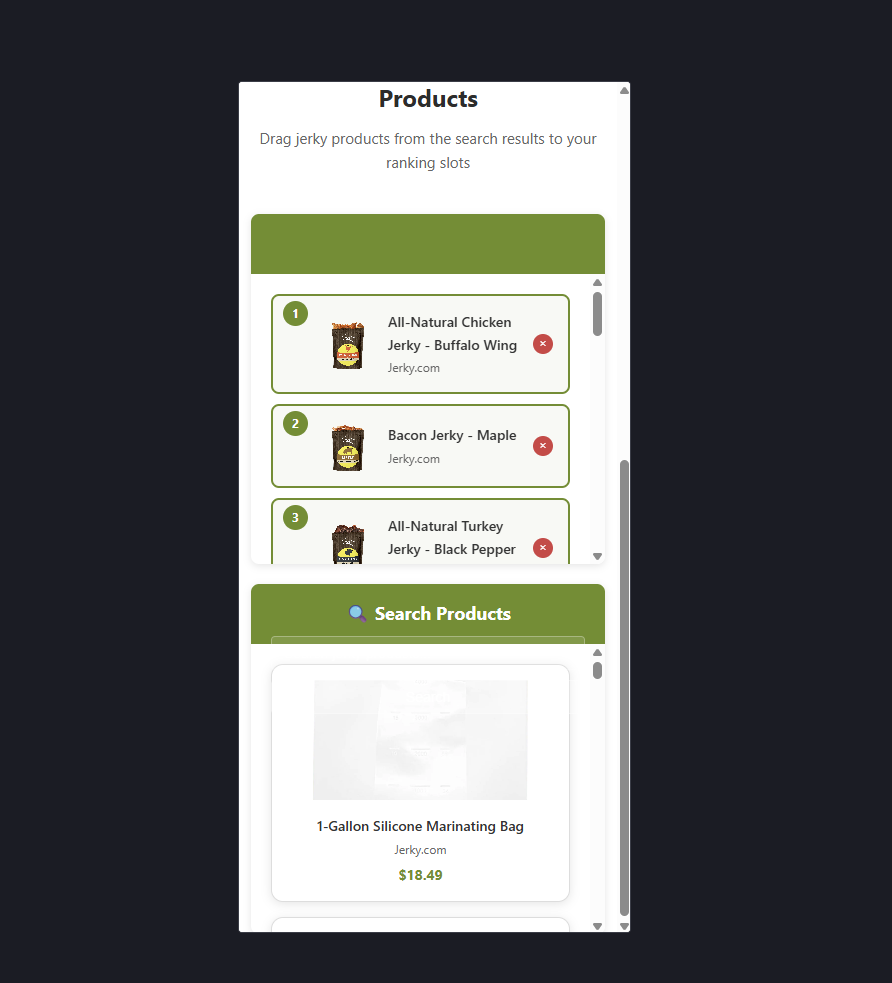 Products
Drag jerky products from the search results to your
ranking slots
1
All-Natural Chicken
Jerky - Buffalo Wing
Jerky.com
2
Bacon Jerky - Maple
Jerky.com
3
All-Natural Turkey
Jerky - Black Pepper
🔍 Search Products
1-Gallon Silicone Marinating Bag
Jerky.com
$18.49